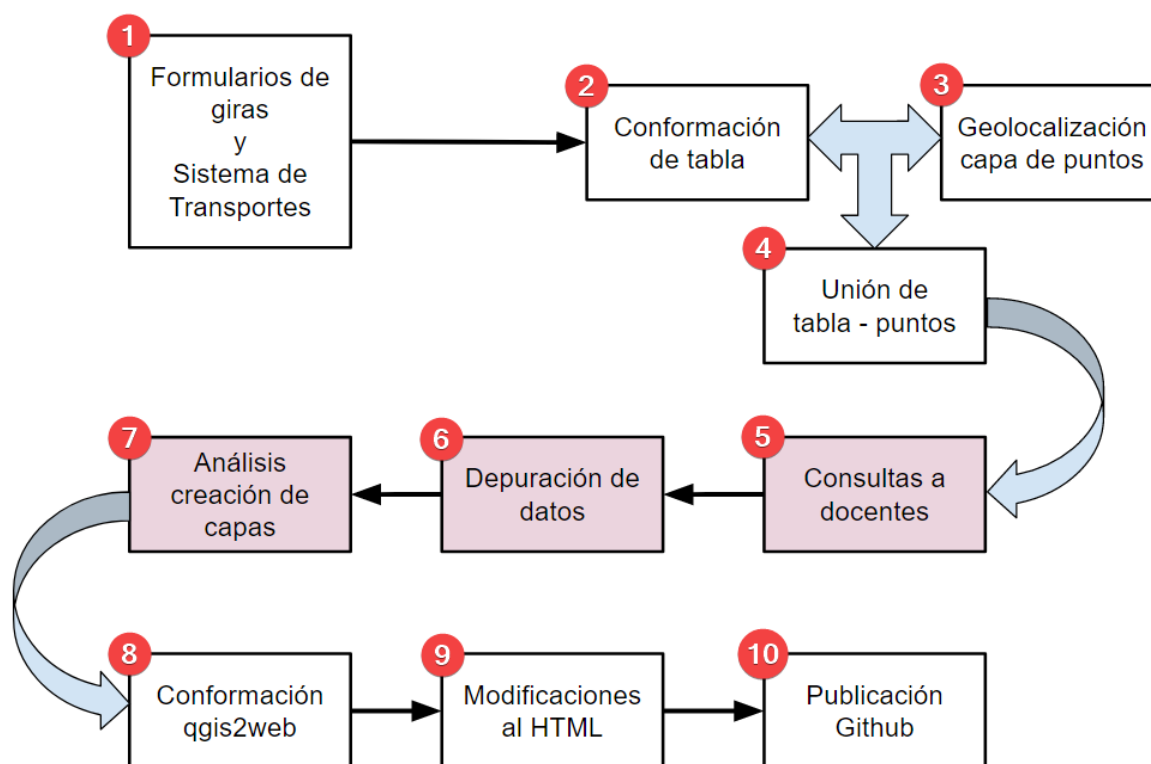 1
Formularios de
giras
y
Sistema de
Transportes
2
Conformación
de tabla
3
Geolocalización
capa de puntos
4
Unión de
tabla - puntos
5
Consultas a
docentes
6
Depuración de
datos
7
Análisis
creación de
capas
8
Conformación
qgis2web
9
Modificaciones
al HTML
10
Publicación
Github